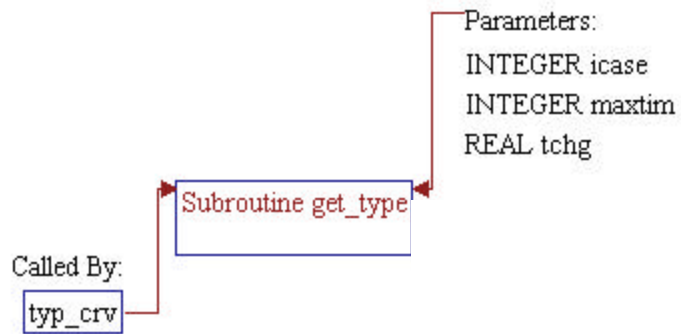 Parameters:
INTEGER icase
INTEGER maxtim
REAL tchg
Subroutine get_type
Called By:
typ_crv